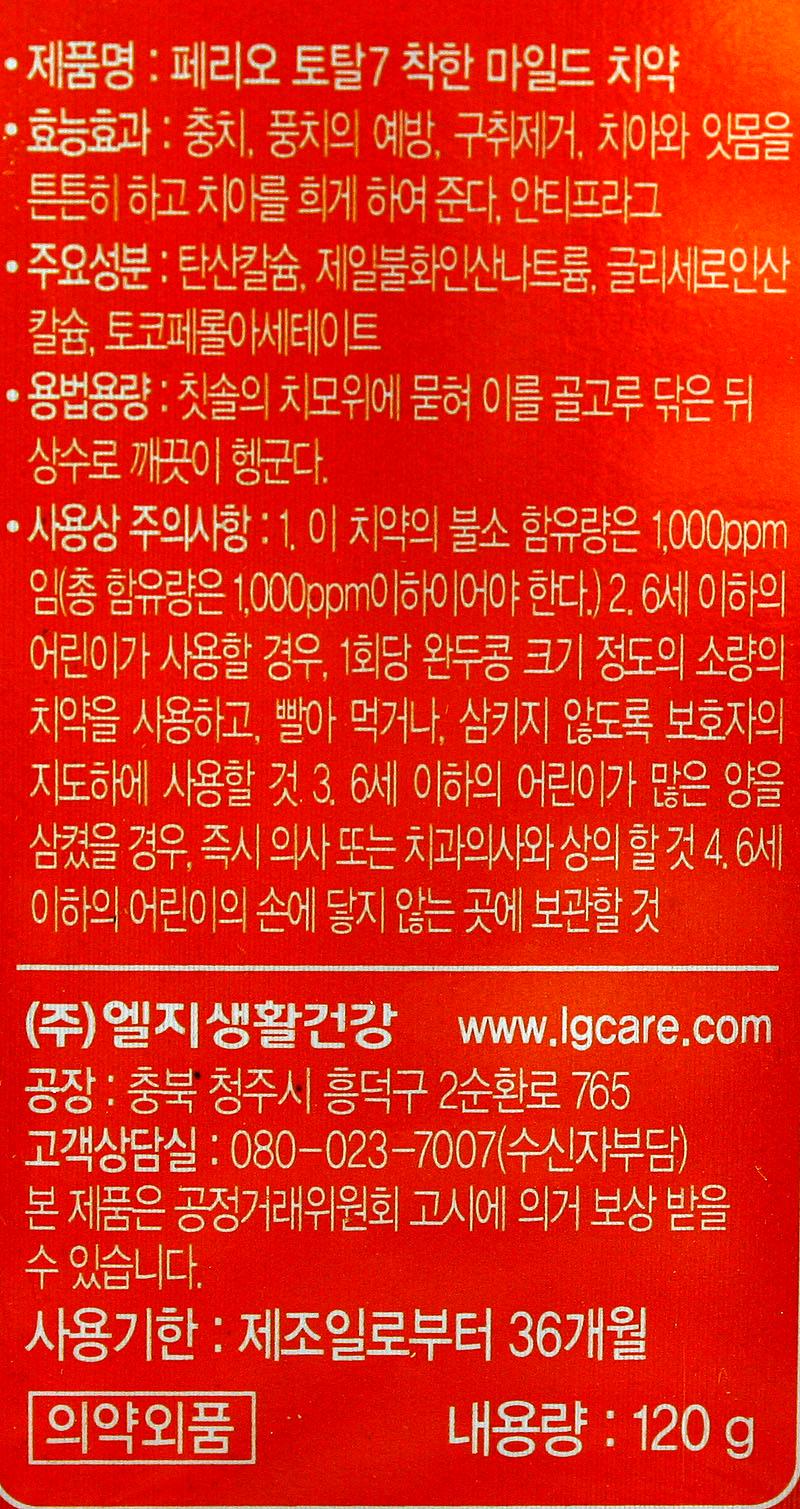 • 제품명 : 페리오 토탈7 착한 마일드 치약
• 효능효과 : 충치, 풍치의 예방, 구취제거, 치아와 잇몸을
튼튼히 하고 치아를 희게 하여 준다, 안티프라그
• 주요성분 : 탄산칼슘, 제일불화인산나트륨, 글리세로인산
칼슘, 토코페롤아세테이트
• 용법용량 : 칫솔의 치모위에 묻혀 이를 골고루 닦은 뒤
상수로 깨끗이 헹군다.
• 사용상 주의사항 : 1. 이 치약의 불소 함유량은 1,000ppm
임(총 함유량은 1,000ppm이하이어야 한다.) 2. 6세 이하의
어린이가 사용할 경우, 1회당 완두콩 크기 정도의 소량의
치약을 사용하고, 빨아 먹거나, 삼키지 않도록 보호자의
지도하에 사용할 것 3. 6세 이하의 어린이가 많은 양을
삼켰을 경우, 즉시 의사 또는 치과의사와 상의 할 것 4. 6세
이하의 어린이의 손에 닿지 않는 곳에 보관할 것
(주)엘지생활건강 www.lgcare.com
공장 : 충북 청주시 흥덕구 2순환로 765
고객상담실 : 080-023-7007(수신자부담)
본 제품은 공정거래위원회 고시에 의거 보상 받을
수 있습니다.
사용기한 : 제조일로부터 36개월
의약외품 내용량 : 120 g